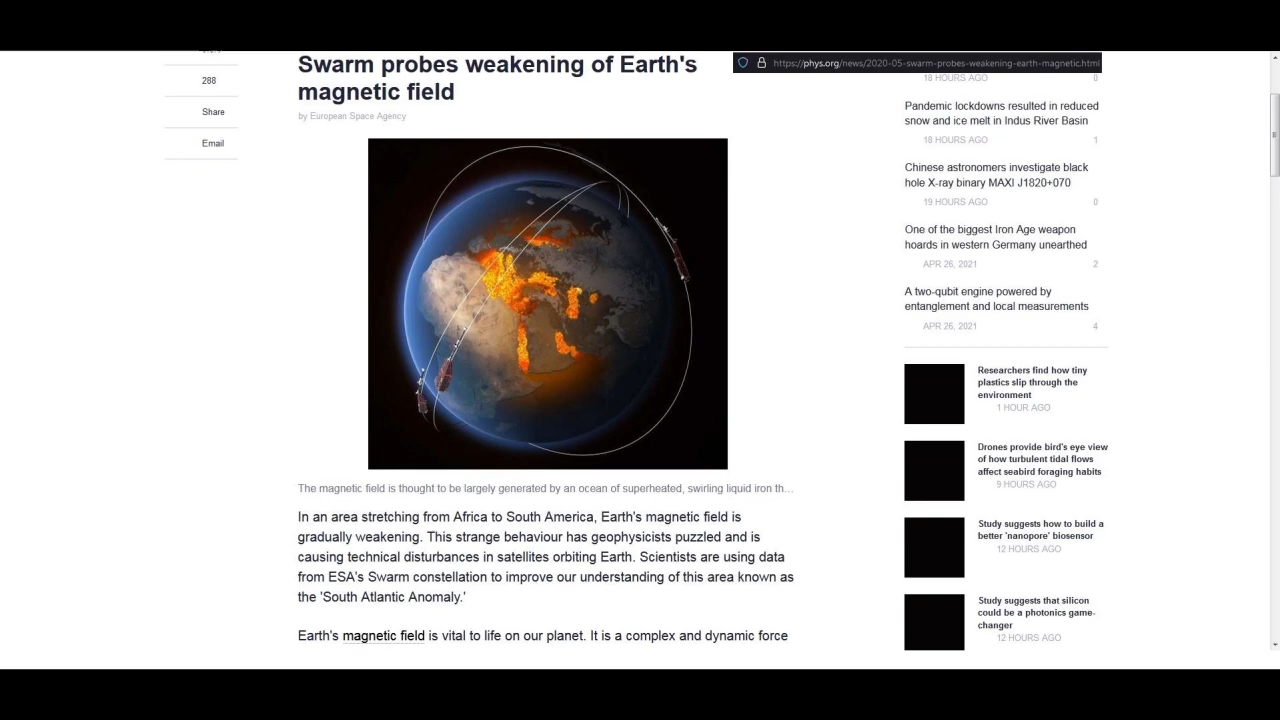 288
Share
Email
Swarm probes weakening of Earth's
magnetic field
by European Space Agency
The magnetic field is thought to be largely generated by an ocean of superheated, swirling liquid iron th…
In an area stretching from Africa to South America, Earth's magnetic field is
gradually weakening. This strange behaviour has geophysicists puzzled and is
causing technical disturbances in satellites orbiting Earth. Scientists are using data
from ESA's Swarm constellation to improve our understanding of this area known as
the 'South Atlantic Anomaly.'
Earth's magnetic field is vital to life on our planet. It is a complex and dynamic force
https://phys.org/news/2020-05-swarm-probes-weakening-earth-magnetic.html
18 HOURS AGO 0
Pandemic lockdowns resulted in reduced
snow and ice melt in Indus River Basin
18 HOURS AGO 1
Chinese astronomers investigate black
hole X-ray binary MAXI J1820+070
19 HOURS AGO 0
One of the biggest Iron Age weapon
hoards in western Germany unearthed
APR 26, 2021 2
A two-qubit engine powered by
entanglement and local measurements
APR 26, 2021 4
Researchers find how tiny
plastics slip through the
environment
1 HOUR AGO
Drones provide bird's eye view
of how turbulent tidal flows
affect seabird foraging habits
9 HOURS AGO
Study suggests how to build a
better 'nanopore' biosensor
12 HOURS AGO
Study suggests that silicon
could be a photonics game-
changer
12 HOURS AGO